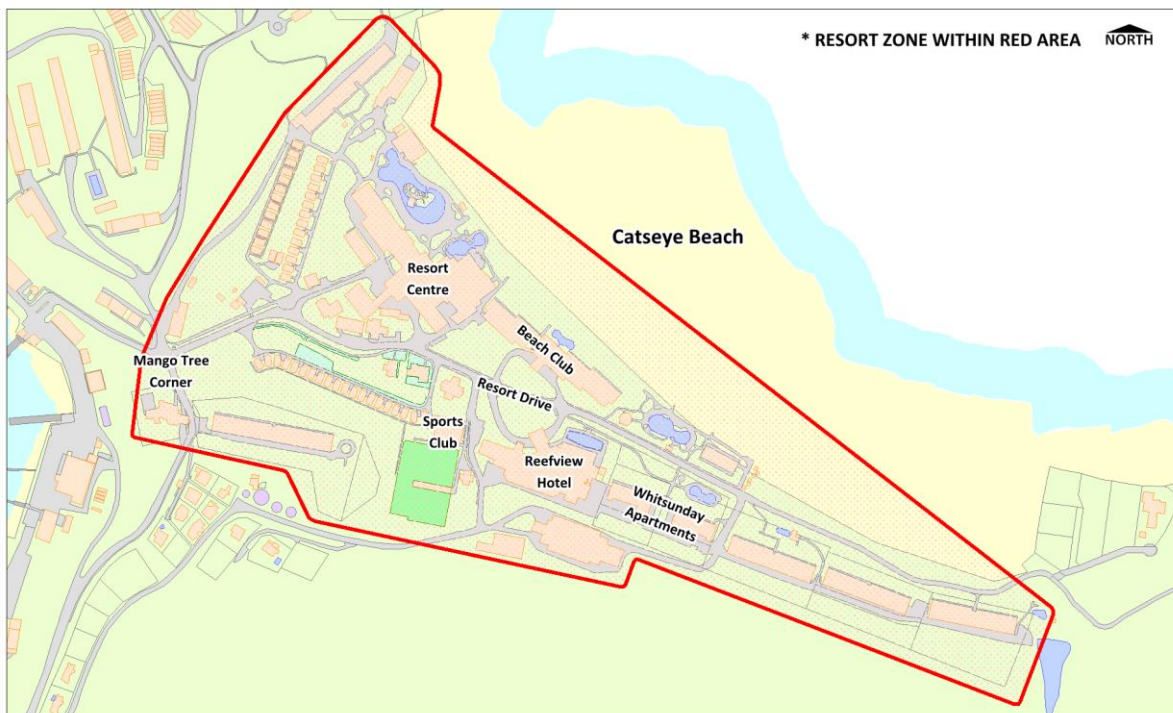 * RESORT ZONE WITHIN RED AREA
NORTH
Catseye Beach
Resort
Centre
Beach Club
Mango Tree
Corner
Resort Drive
Sports
Club
Reefview
Hotel
Whitsunday
Apartments